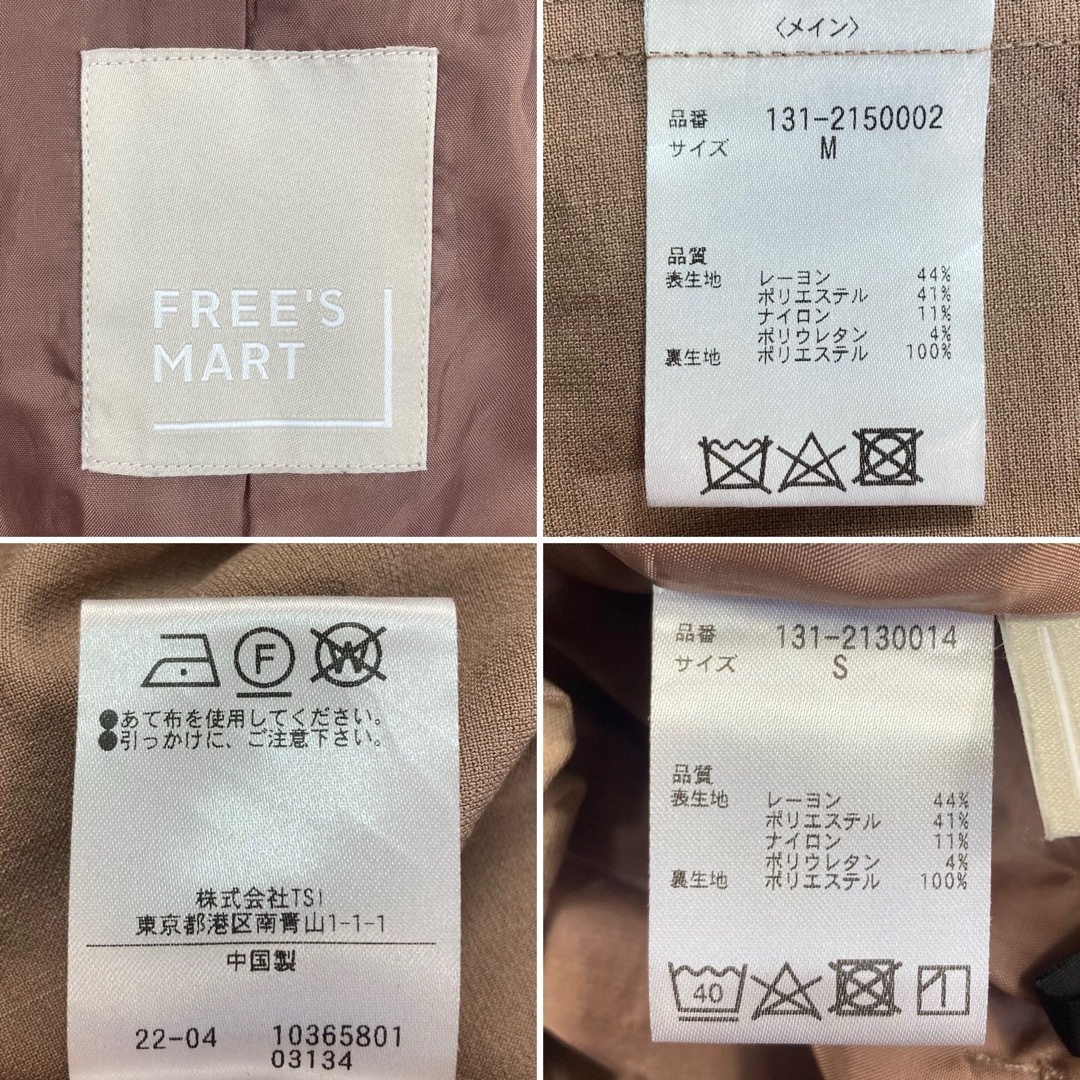 FREE'S
MART
〈メイン〉
品番 131-2150002
サイズ M
品質
表生地 レーヨン 44%
ポリエステル 41%
ナイロン 11%
ポリウレタン 4%
裏生地 ポリエステル 100%
F W
●あて布を使用してください。
●引っかけに、ご注意下さい。
株式会社TSI
東京都港区南青山1-1-1
中国製
22-04 10365801
03134
品番 131-2130014
サイズ S
品質
表生地 レーヨン 44%
ポリエステル 41%
ナイロン 11%
ポリウレタン 4%
裏生地 ポリエステル 100%
40